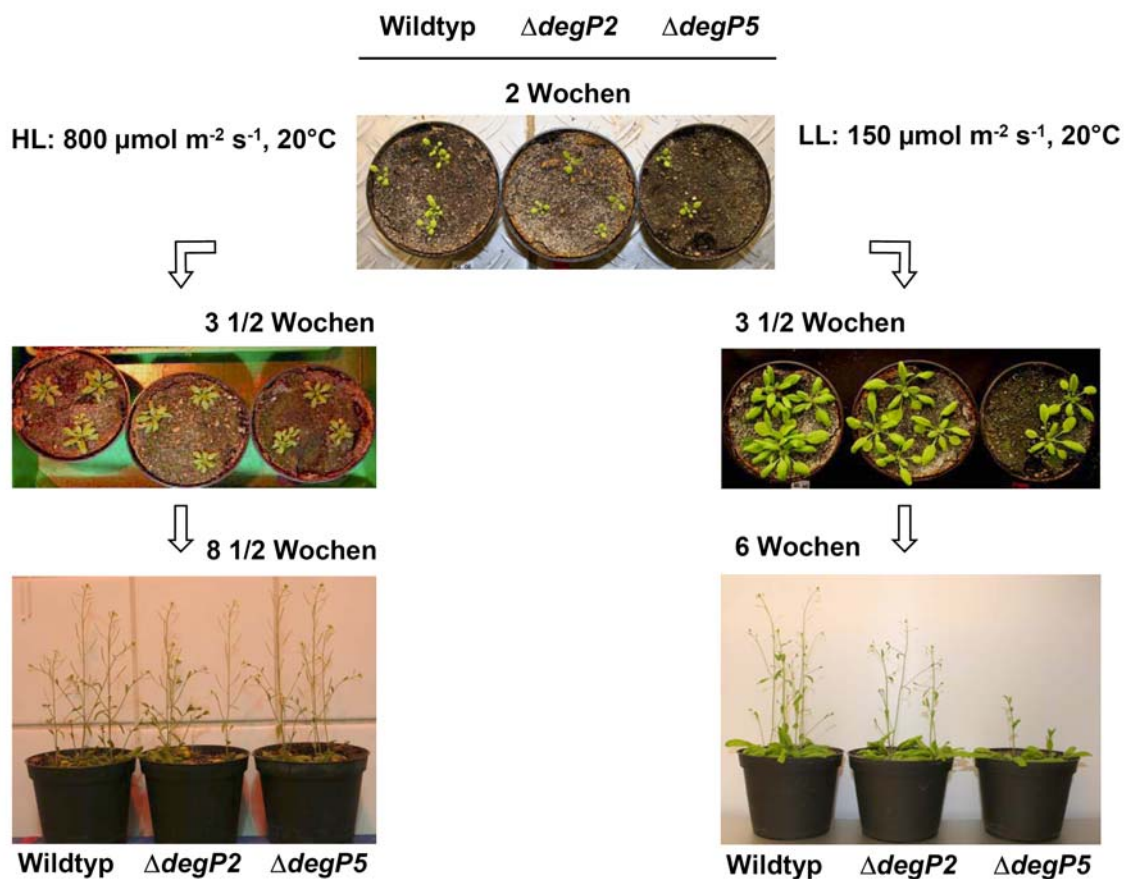 Wildtyp ΔdegP2 ΔdegP5
2 Wochen
HL: 800 µmol m⁻² s⁻¹, 20°C
LL: 150 µmol m⁻² s⁻¹, 20°C
3 1/2 Wochen
3 1/2 Wochen
8 1/2 Wochen
6 Wochen
Wildtyp ΔdegP2 ΔdegP5
Wildtyp ΔdegP2 ΔdegP5